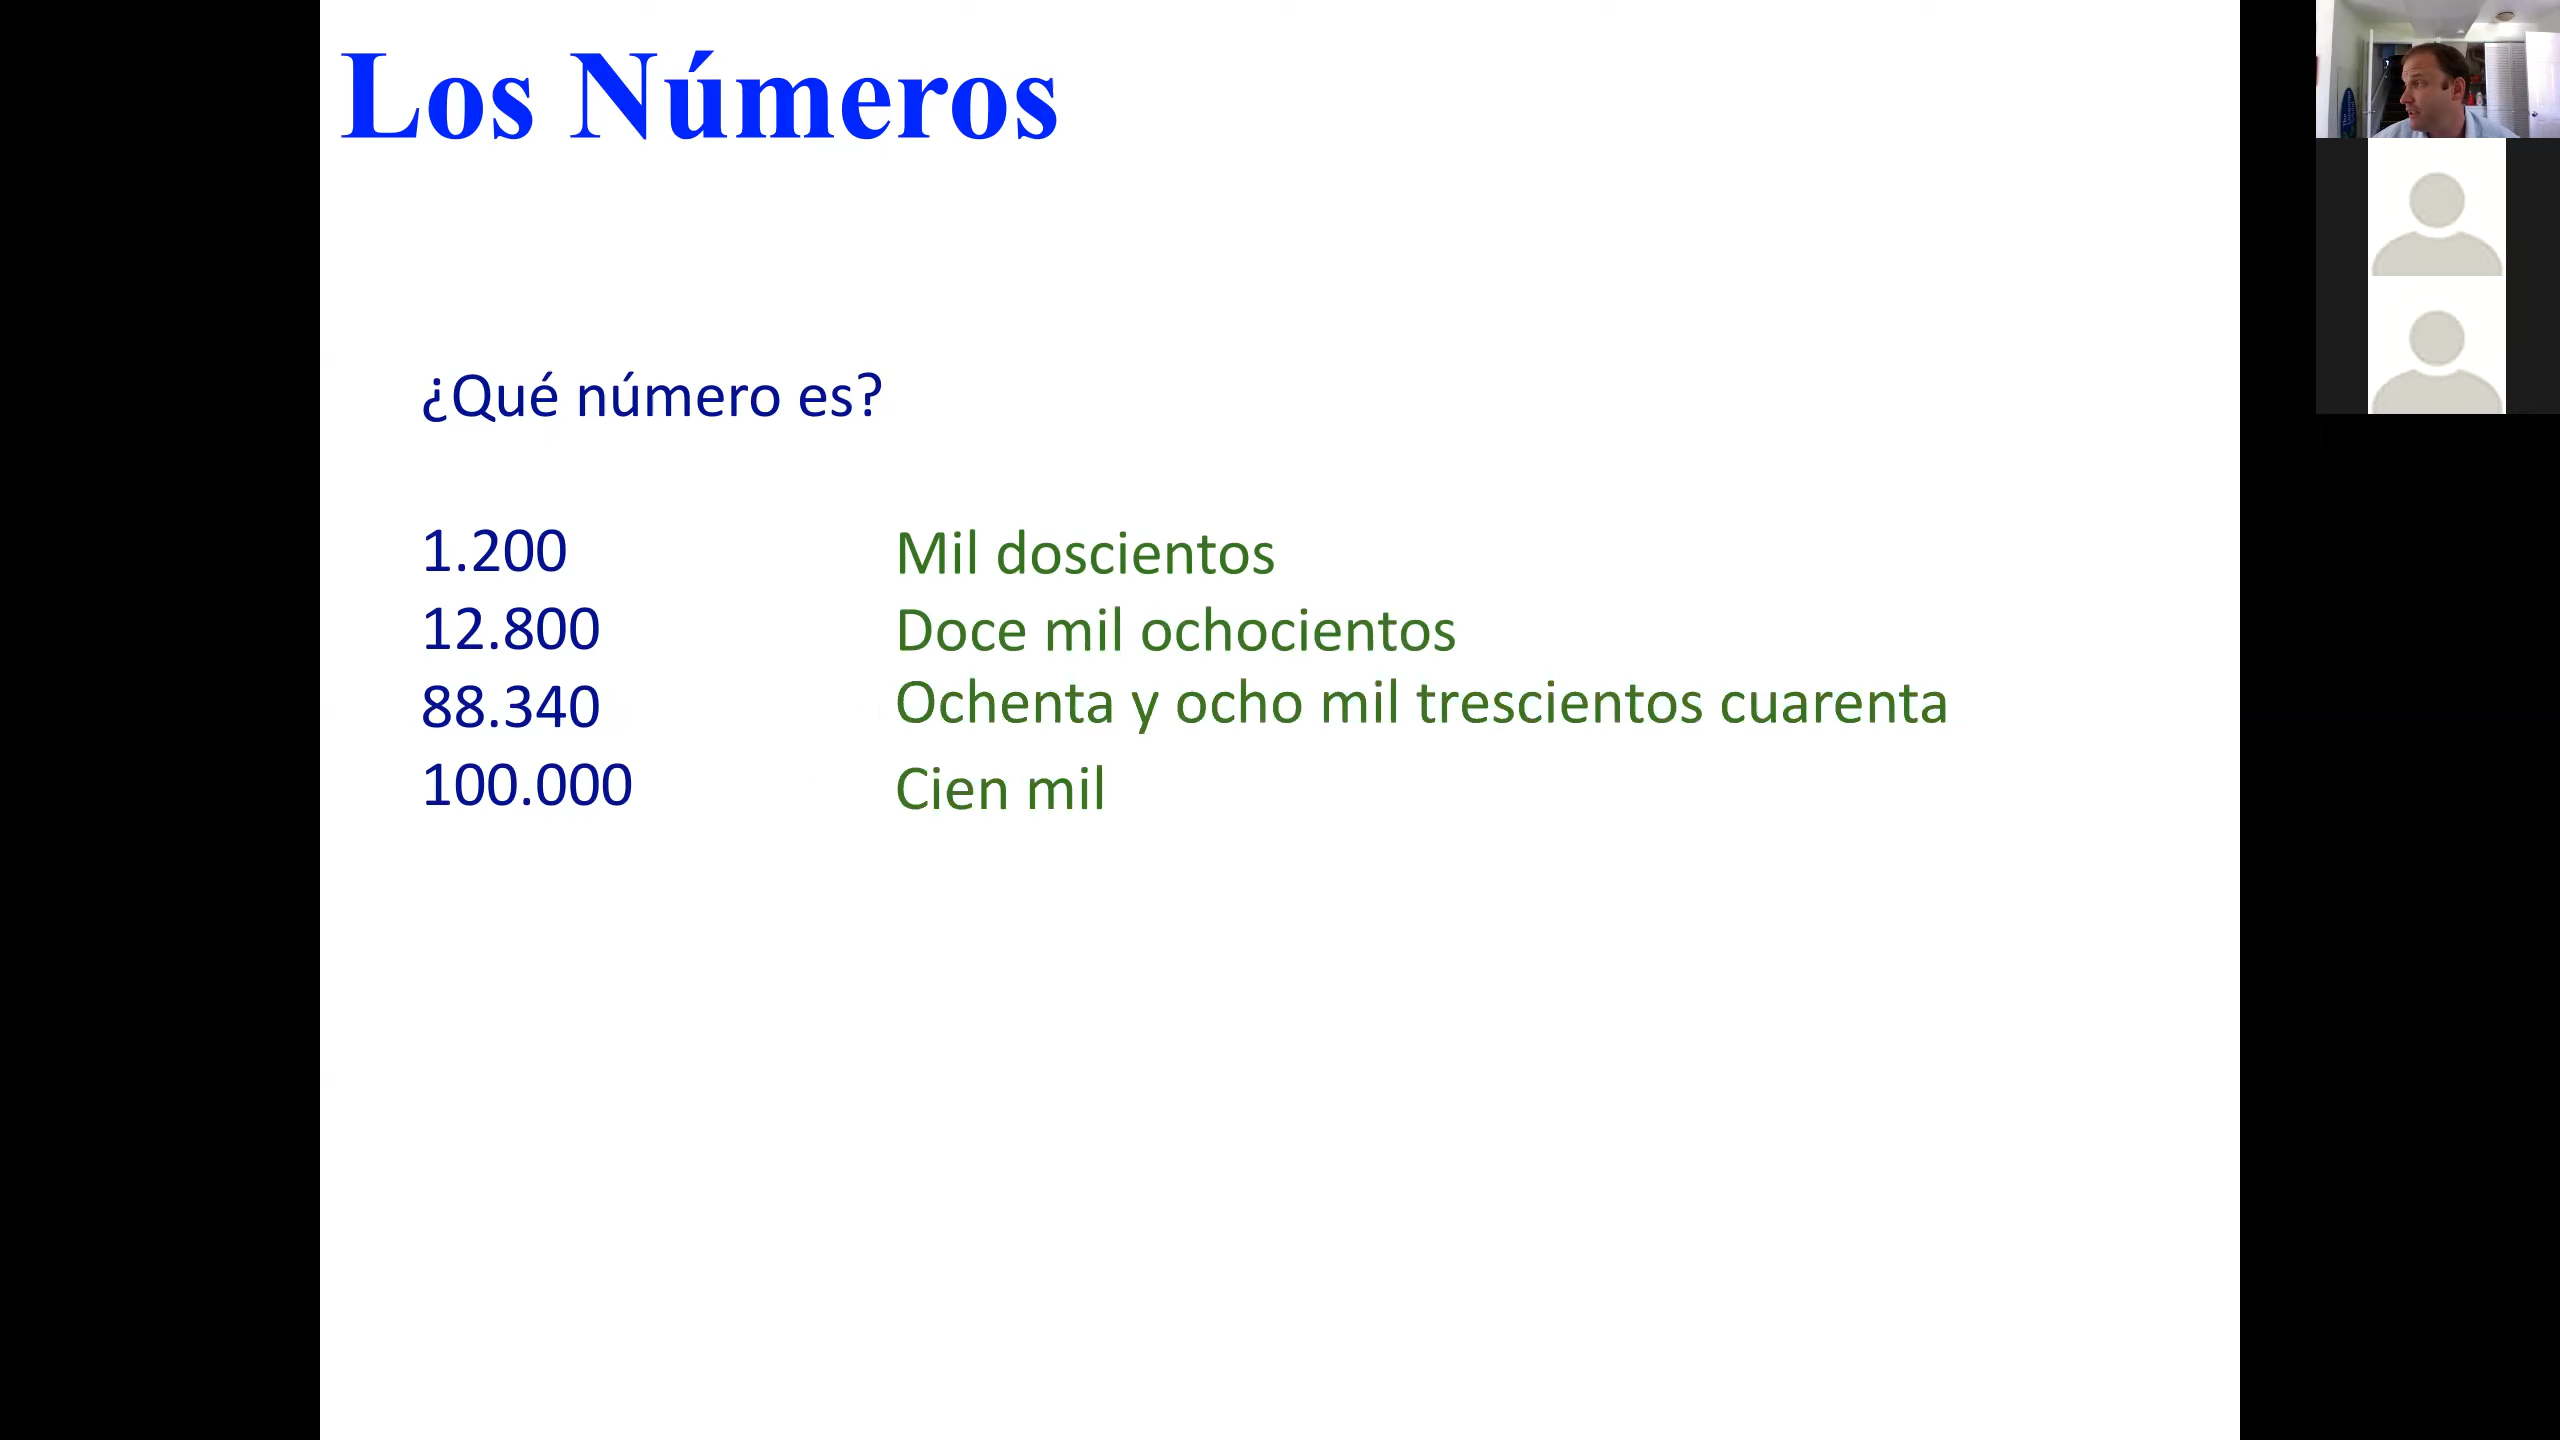 Los Números
¿Qué número es?
1.200 Mil doscientos
12.800 Doce mil ochocientos
88.340 Ochenta y ocho mil trescientos cuarenta
100.000 Cien mil